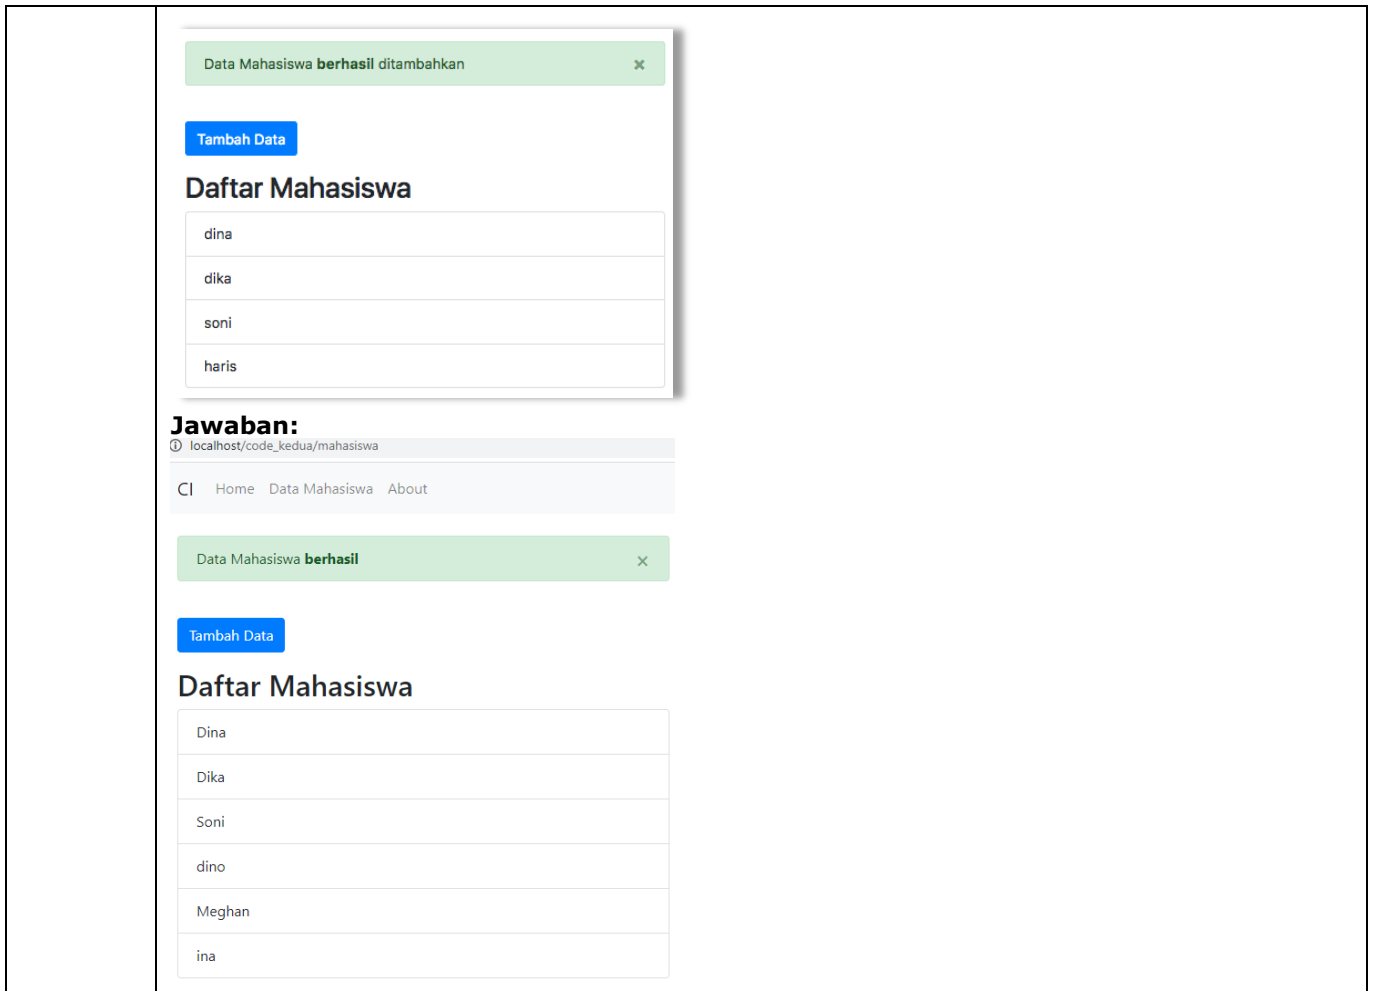 Data Mahasiswa berhasil ditambahkan ×
Tambah Data
Daftar Mahasiswa
dina
dika
soni
haris
Jawaban:
localhost/code_kedua/mahasiswa
CI Home Data Mahasiswa About
Data Mahasiswa berhasil ×
Tambah Data
Daftar Mahasiswa
Dina
Dika
Soni
dino
Meghan
ina